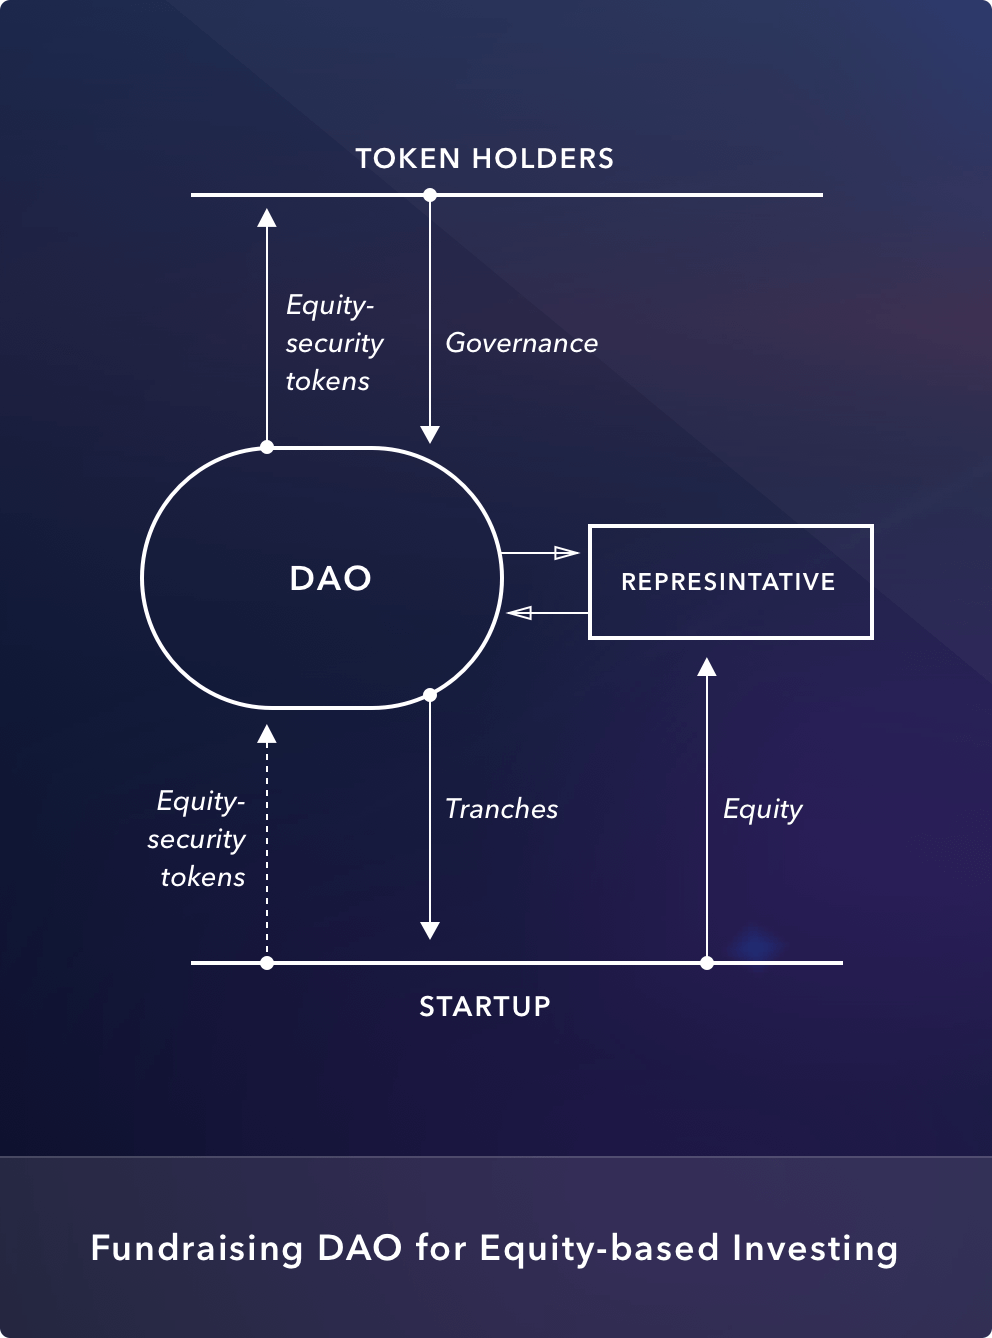 TOKEN HOLDERS
Equity-
security
tokens
Governance
DAO
REPRESINTATIVE
Equity-
security
tokens
Tranches
Equity
STARTUP
Fundraising DAO for Equity-based Investing